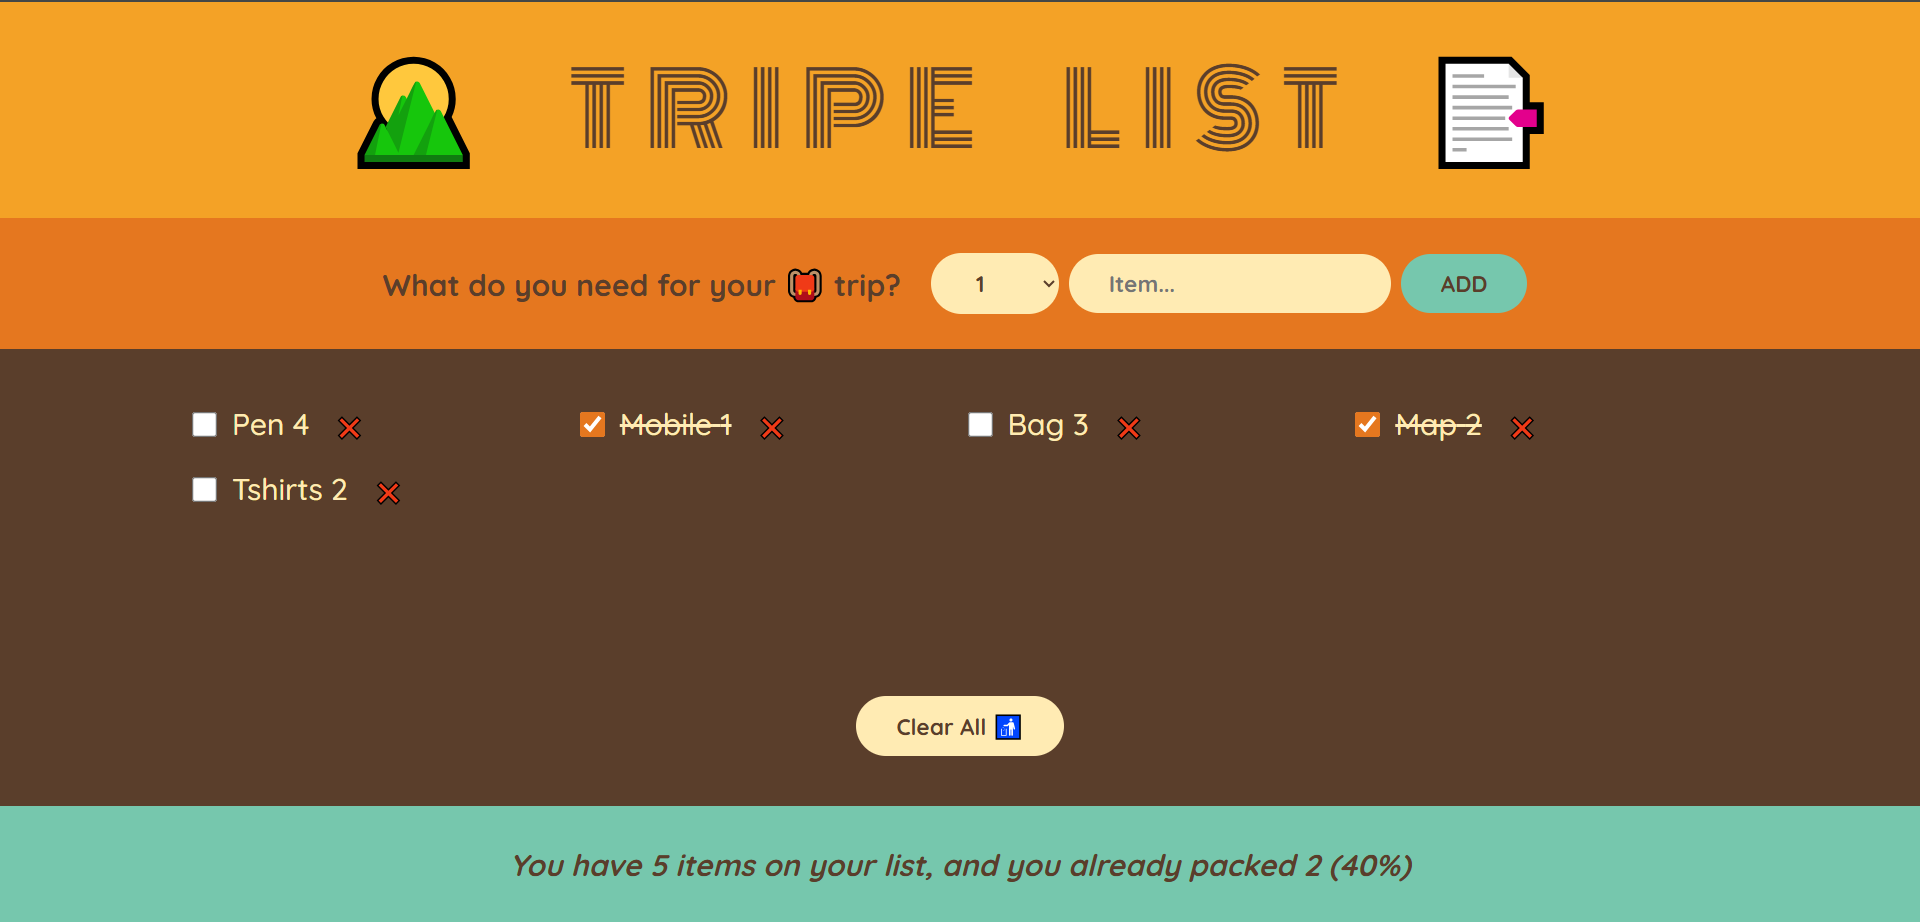 TRIPE LIST
What do you need for your trip? 1 Item... ADD
Pen 4 Mobile 1 Bag 3 Map 2
Tshirts 2
Clear All
You have 5 items on your list, and you already packed 2 (40%)